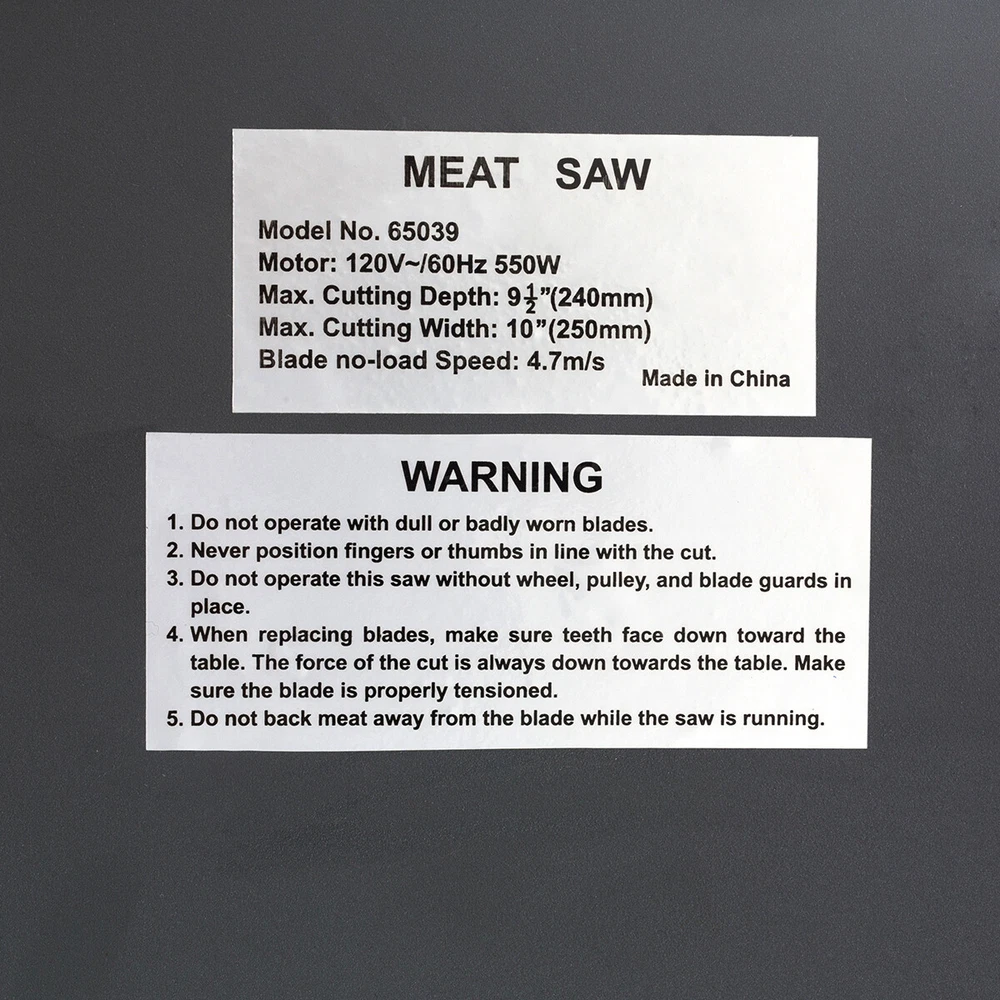 MEAT SAW
Model No. 65039
Motor: 120V~/60Hz 550W
Max. Cutting Depth: 9½”(240mm)
Max. Cutting Width: 10”(250mm)
Blade no-load Speed: 4.7m/s
Made in China
WARNING
1. Do not operate with dull or badly worn blades.
2. Never position fingers or thumbs in line with the cut.
3. Do not operate this saw without wheel, pulley, and blade guards in
place.
4. When replacing blades, make sure teeth face down toward the
table. The force of the cut is always down towards the table. Make
sure the blade is properly tensioned.
5. Do not back meat away from the blade while the saw is running.